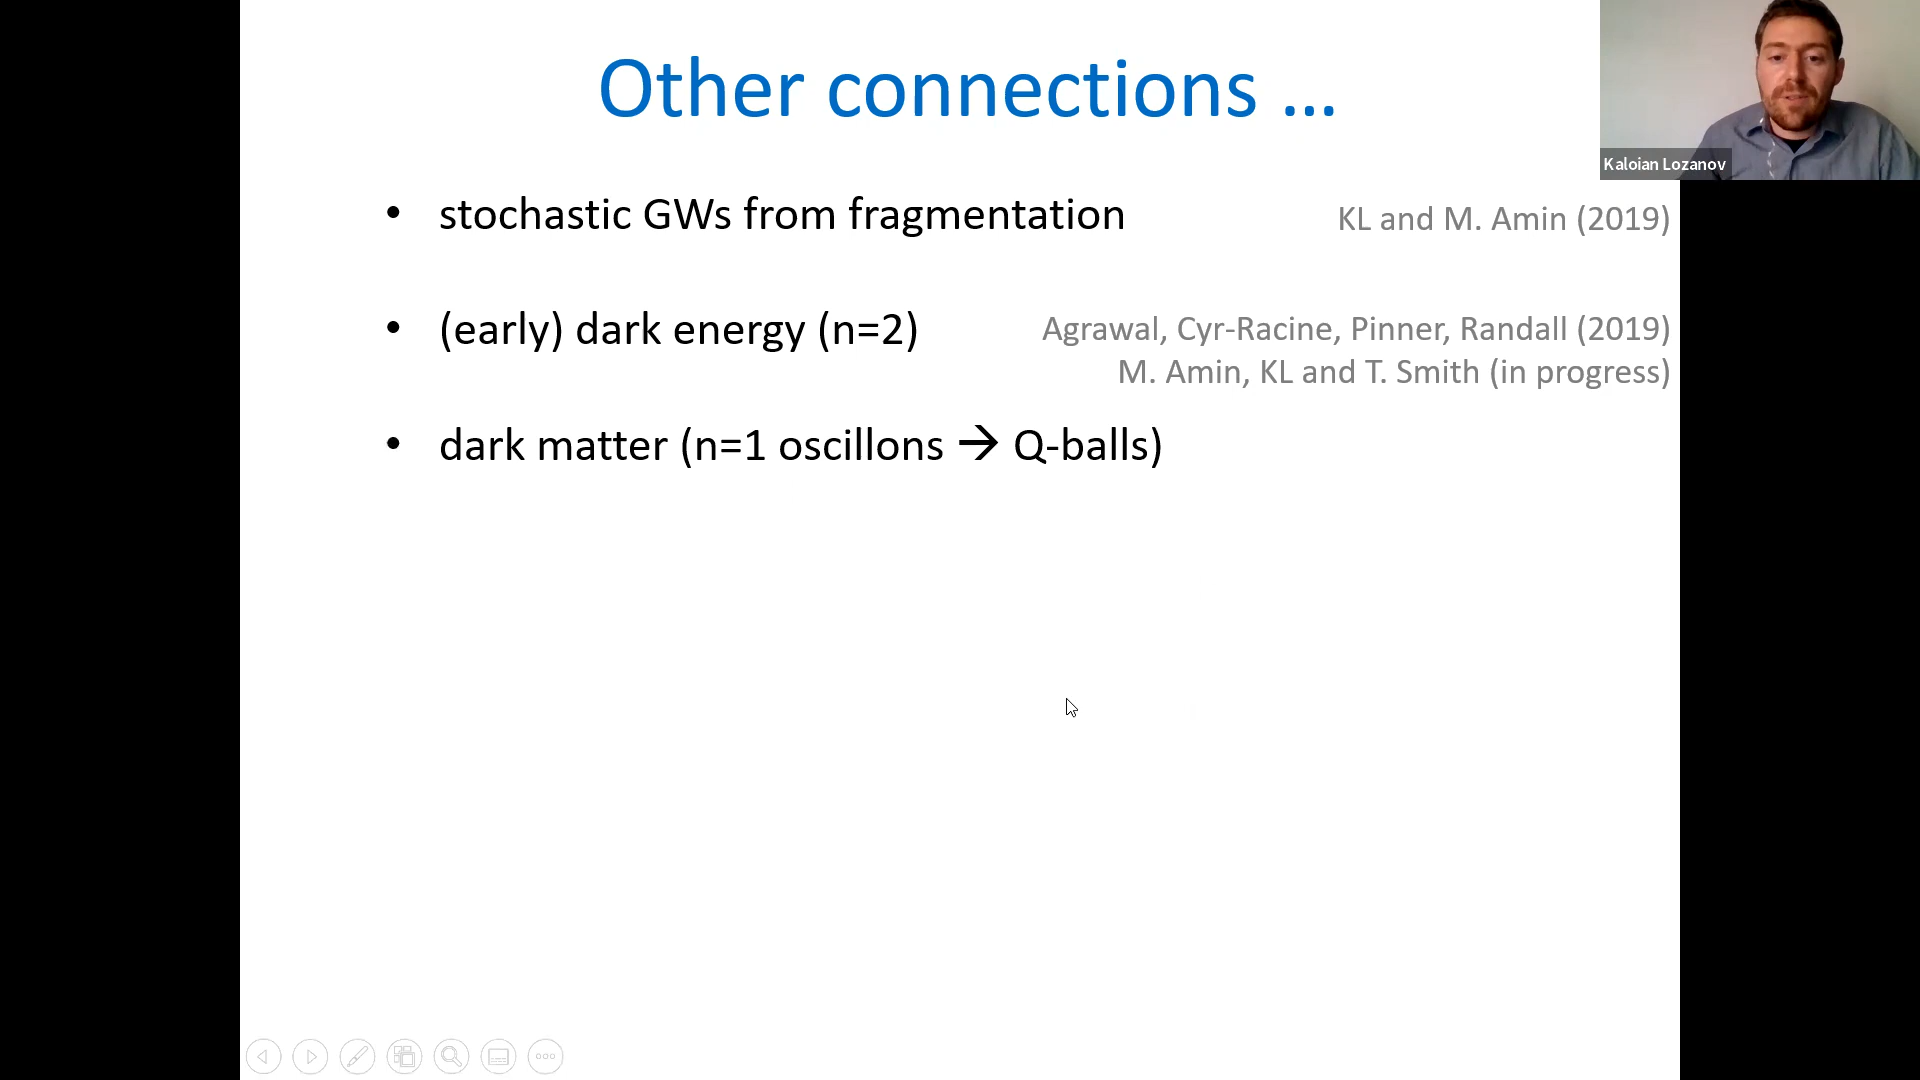 Other connections ...
Kaloian Lozanov
• stochastic GWs from fragmentation KL and M. Amin (2019)
• (early) dark energy (n=2) Agrawal, Cyr-Racine, Pinner, Randall (2019)
M. Amin, KL and T. Smith (in progress)
• dark matter (n=1 oscillons → Q-balls)